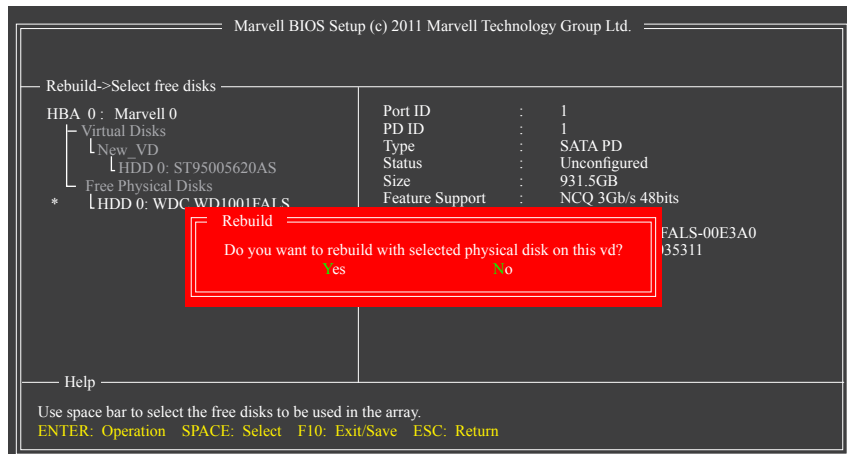 Marvell BIOS Setup (c) 2011 Marvell Technology Group Ltd.
Rebuild->Select free disks
HBA 0 : Marvell 0
Virtual Disks
New_VD
HDD 0: ST95005620AS
Free Physical Disks
* HDD 0: WDC WD1001FALS
Port ID : 1
PD ID : 1
Type : SATA PD
Status : Unconfigured
Size : 931.5GB
Feature Support : NCQ 3Gb/s 48bits
FALS-00E3A0
35311
Rebuild
Do you want to rebuild with selected physical disk on this vd?
Yes No
Help
Use space bar to select the free disks to be used in the array.
ENTER: Operation SPACE: Select F10: Exit/Save ESC: Return